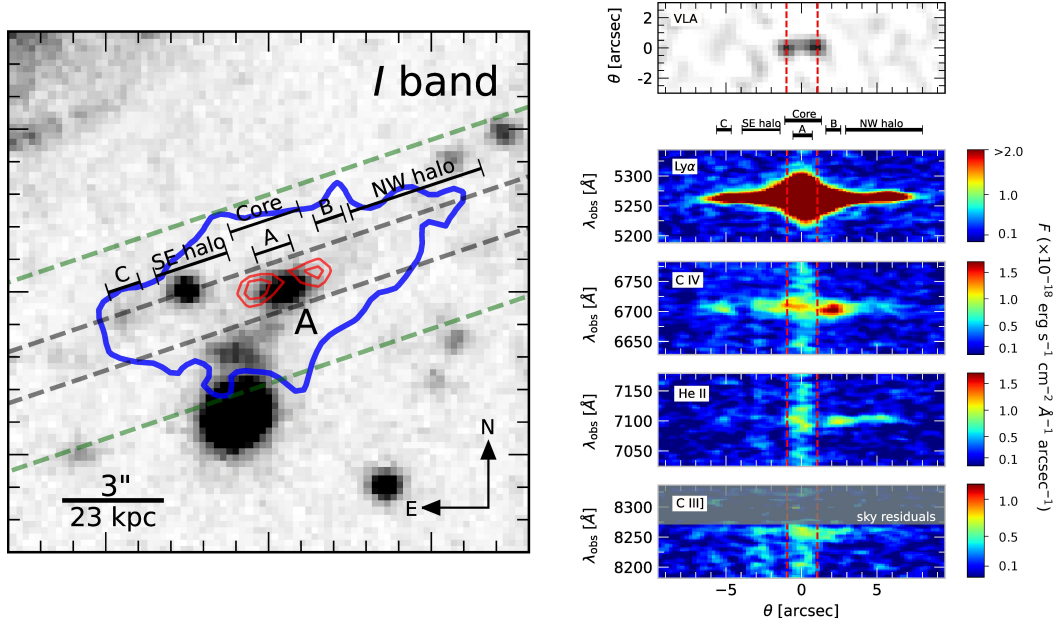 I band
NW halo
Core
B
A
SE halo
C
A
3"
23 kpc
N
E
VLA
θ [arcsec]
2
0
-2
Core
C SE halo A B NW halo
Lyα
λobs [Å]
5300
5250
5200
>2.0
1.0
0.1
C IV
λobs [Å]
6750
6700
6650
1.5
1.0
0.5
0.1
He II
λobs [Å]
7150
7100
7050
1.5
1.0
0.5
0.1
C III]
sky residuals
λobs [Å]
8300
8250
8200
1.0
0.5
0.1
−5 0 5
θ [arcsec]
F (×10⁻¹⁸ erg s⁻¹ cm⁻² Å⁻¹ arcsec⁻¹)